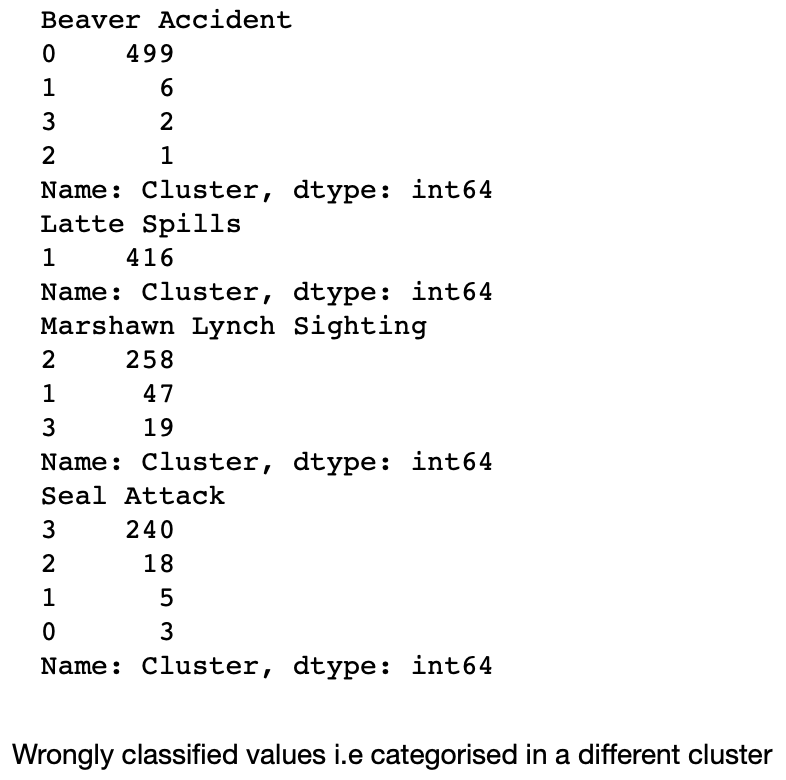 Beaver Accident
0    499
1      6
3      2
2      1
Name: Cluster, dtype: int64
Latte Spills
1    416
Name: Cluster, dtype: int64
Marshawn Lynch Sighting
2    258
1     47
3     19
Name: Cluster, dtype: int64
Seal Attack
3    240
2     18
1      5
0      3
Name: Cluster, dtype: int64
Wrongly classified values i.e categorised in a different cluster